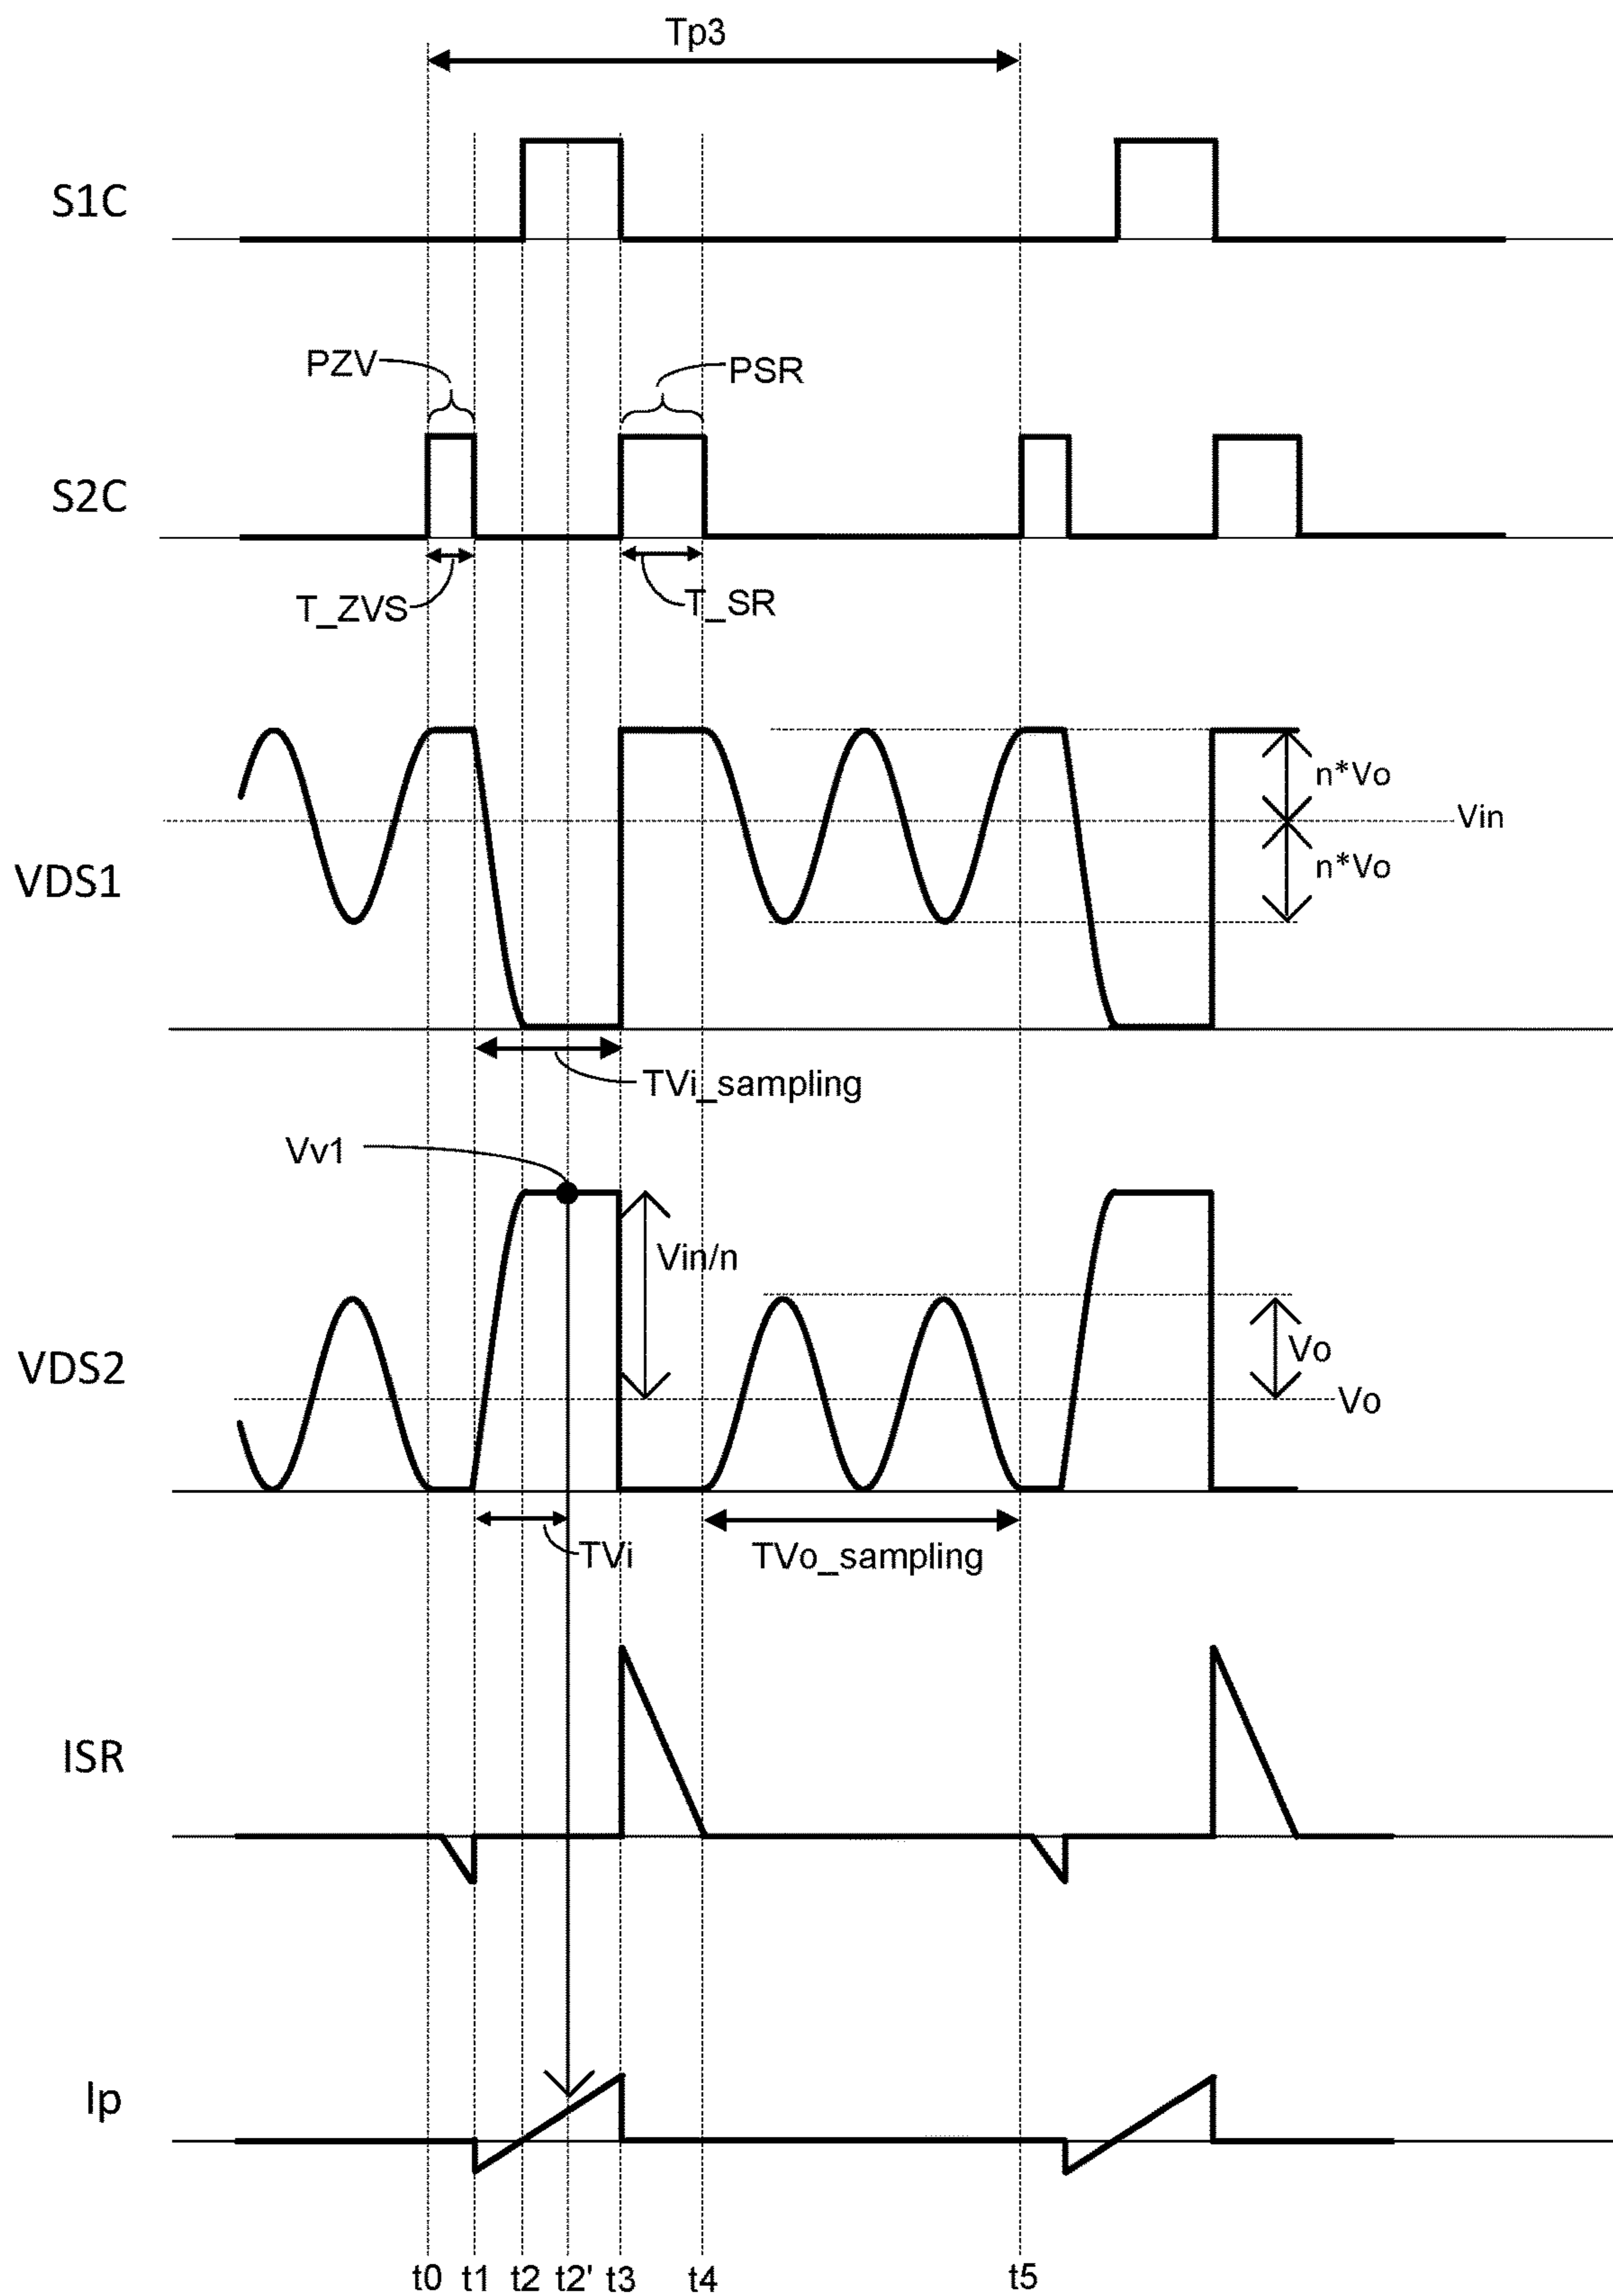 Tp3
S1C
PZV
PSR
S2C
T_ZVS
T_SR
n*Vo
Vin
VDS1
n*Vo
TVi_sampling
Vv1
Vin/n
VDS2
Vo
Vo
TVi
TVo_sampling
ISR
Ip
t0 t1 t2 t2' t3 t4 t5